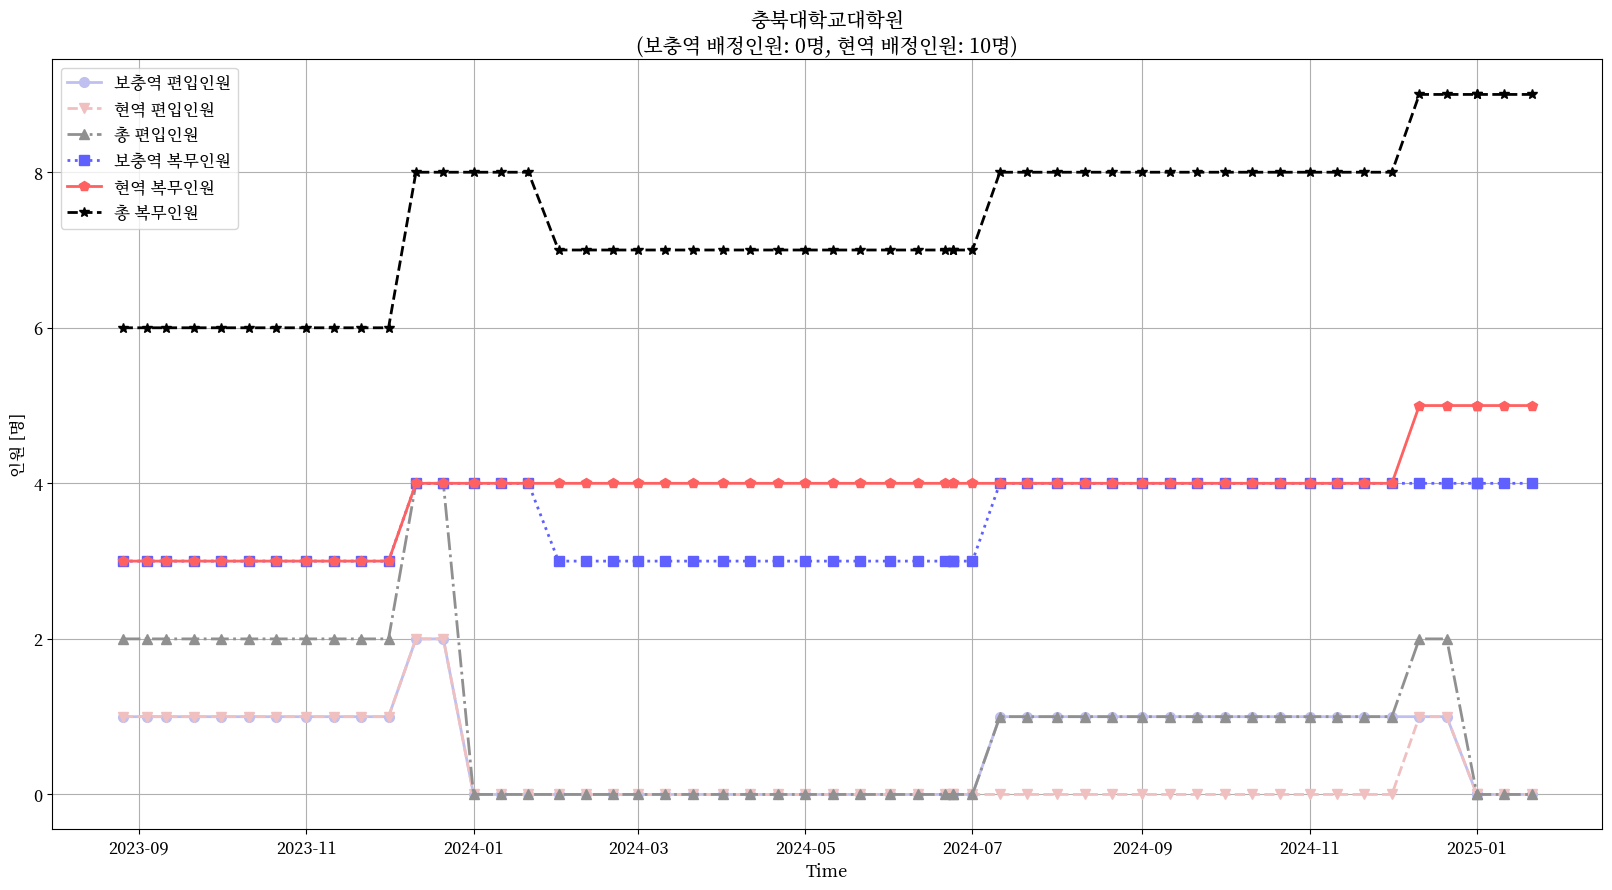 충북대학교대학원
(보충역 배정인원: 0명, 현역 배정인원: 10명)
보충역 편입인원
현역 편입인원
총 편입인원
보충역 복무인원
현역 복무인원
총 복무인원
인원 [명]
8
6
4
2
0
2023-09
2023-11
2024-01
2024-03
2024-05
2024-07
2024-09
2024-11
2025-01
Time